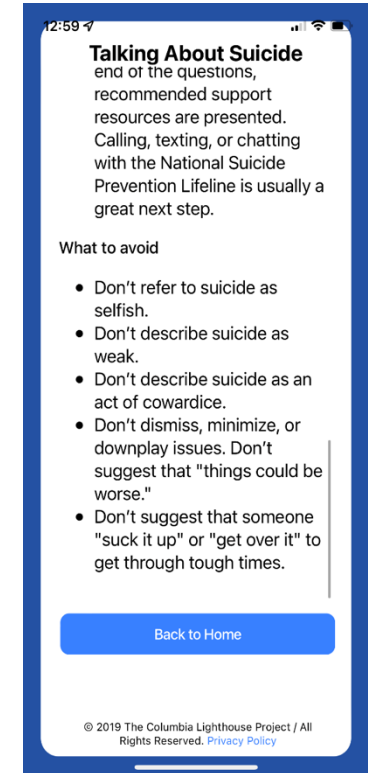 12:59
Talking About Suicide
end of the questions,
recommended support
resources are presented.
Calling, texting, or chatting
with the National Suicide
Prevention Lifeline is usually a
great next step.
What to avoid
• Don’t refer to suicide as
selfish.
• Don’t describe suicide as
weak.
• Don’t describe suicide as an
act of cowardice.
• Don’t dismiss, minimize, or
downplay issues. Don’t
suggest that "things could be
worse."
• Don’t suggest that someone
"suck it up" or "get over it" to
get through tough times.
Back to Home
© 2019 The Columbia Lighthouse Project / All
Rights Reserved. Privacy Policy